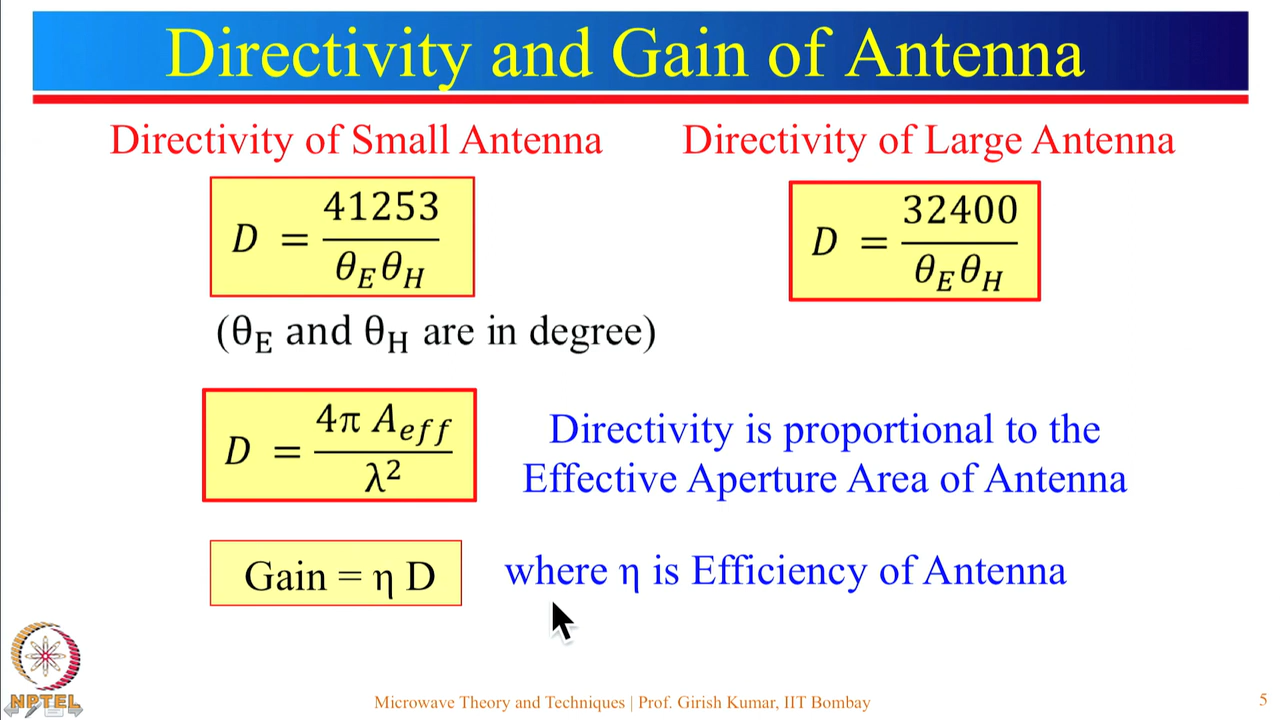 Directivity and Gain of Antenna
Directivity of Small Antenna
D = 41253 / θ_E θ_H
(θ_E and θ_H are in degree)
Directivity of Large Antenna
D = 32400 / θ_E θ_H
D = 4π A_eff / λ²
Directivity is proportional to the
Effective Aperture Area of Antenna
Gain = η D
where η is Efficiency of Antenna
NPTEL
Microwave Theory and Techniques | Prof. Girish Kumar, IIT Bombay
5